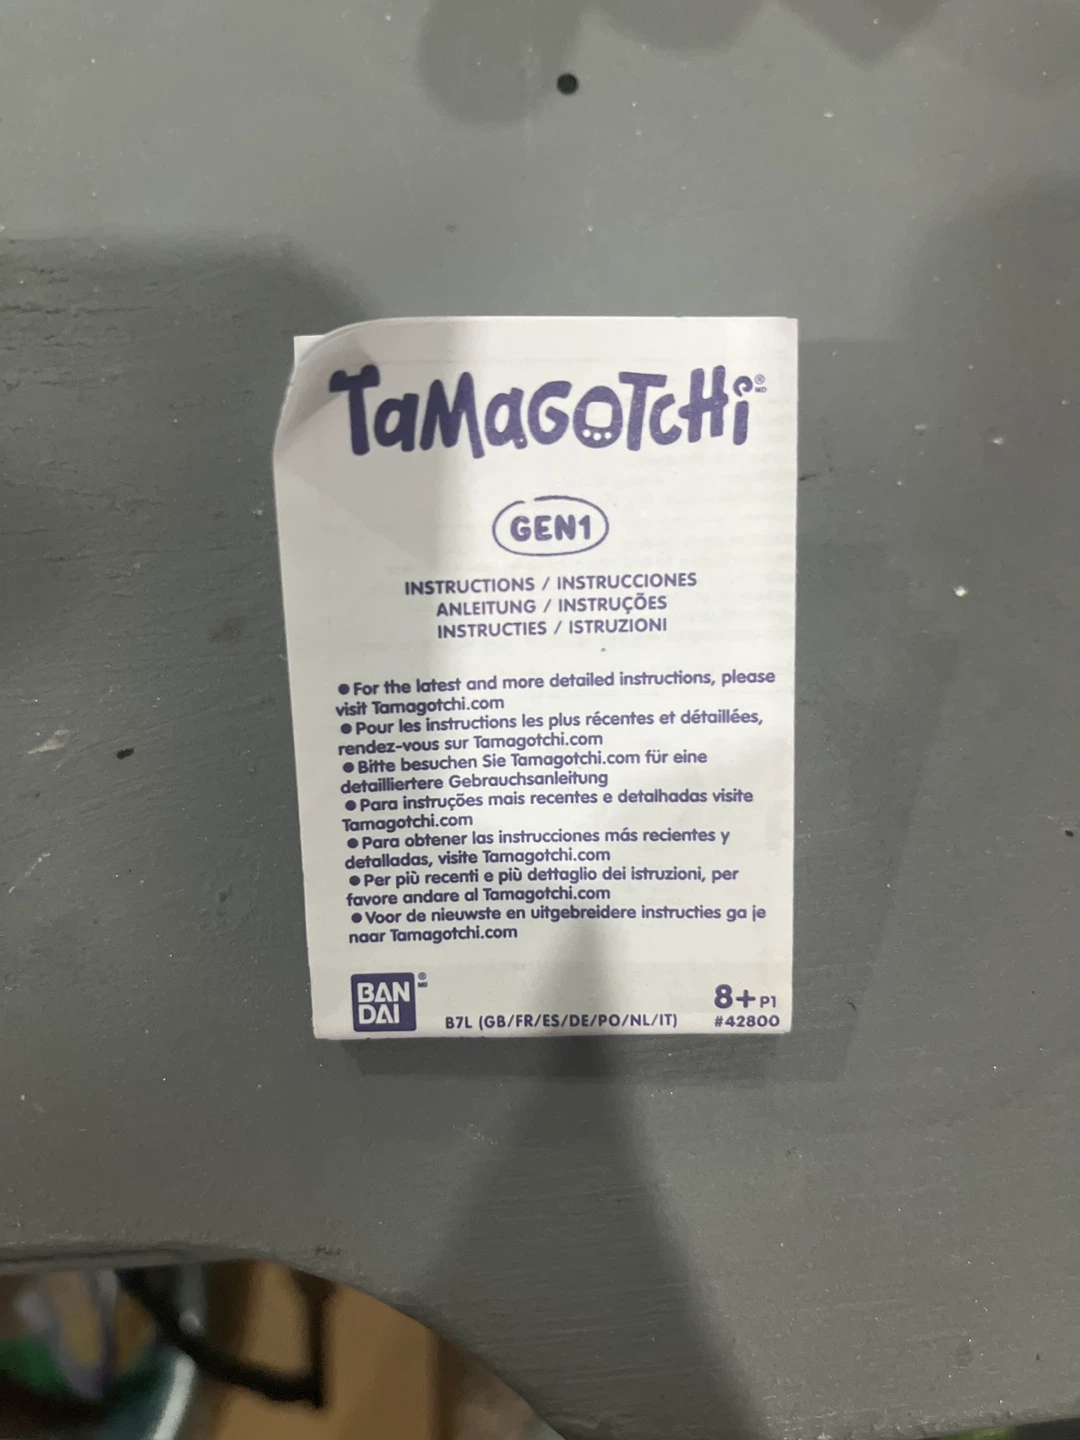 TaMaGOTCHi® MD
GEN1
INSTRUCTIONS / INSTRUCCIONES
ANLEITUNG / INSTRUÇÕES
INSTRUCTIES / ISTRUZIONI
● For the latest and more detailed instructions, please
visit Tamagotchi.com
● Pour les instructions les plus récentes et détaillées,
rendez-vous sur Tamagotchi.com
● Bitte besuchen Sie Tamagotchi.com für eine
detailliertere Gebrauchsanleitung
● Para instruções mais recentes e detalhadas visite
Tamagotchi.com
● Para obtener las instrucciones más recientes y
detalladas, visite Tamagotchi.com
● Per più recenti e più dettaglio dei istruzioni, per
favore andare al Tamagotchi.com
● Voor de nieuwste en uitgebreidere instructies ga je
naar Tamagotchi.com
BAN
DAI
® MD
B7L (GB/FR/ES/DE/PO/NL/IT)
8+ P1
#42800